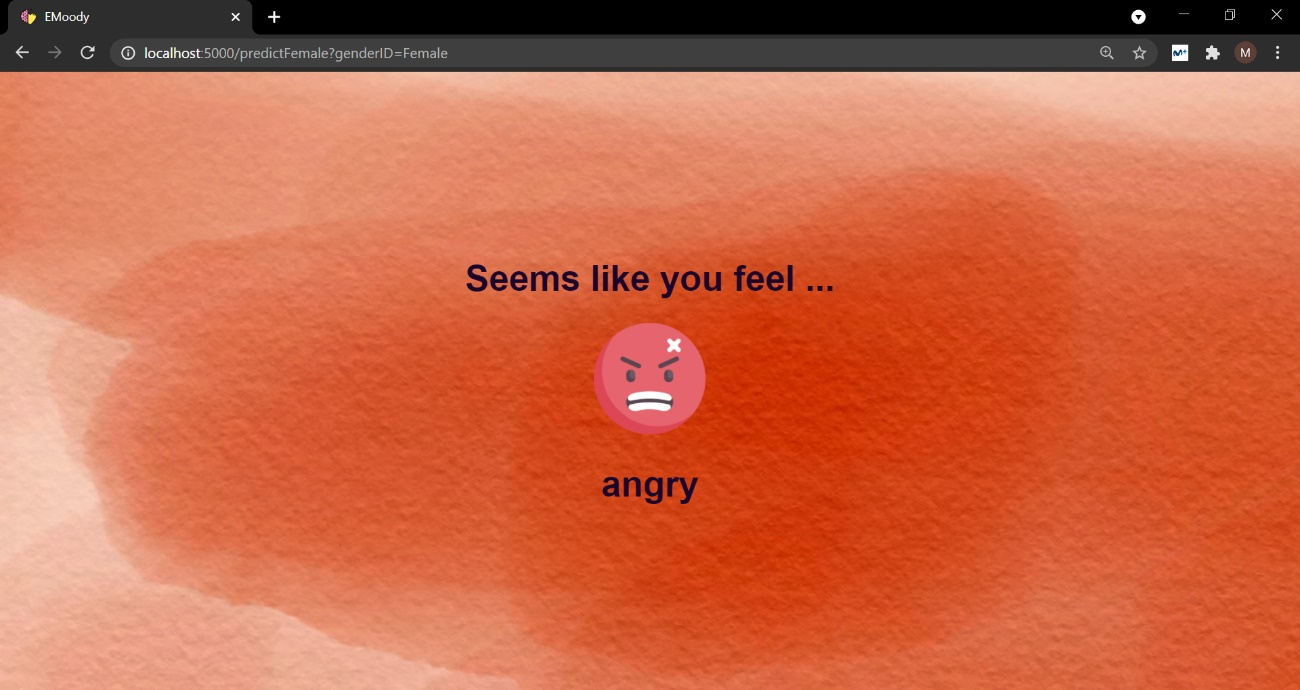 EMoody
localhost:5000/predictFemale?genderID=Female
M
Seems like you feel ...
angry